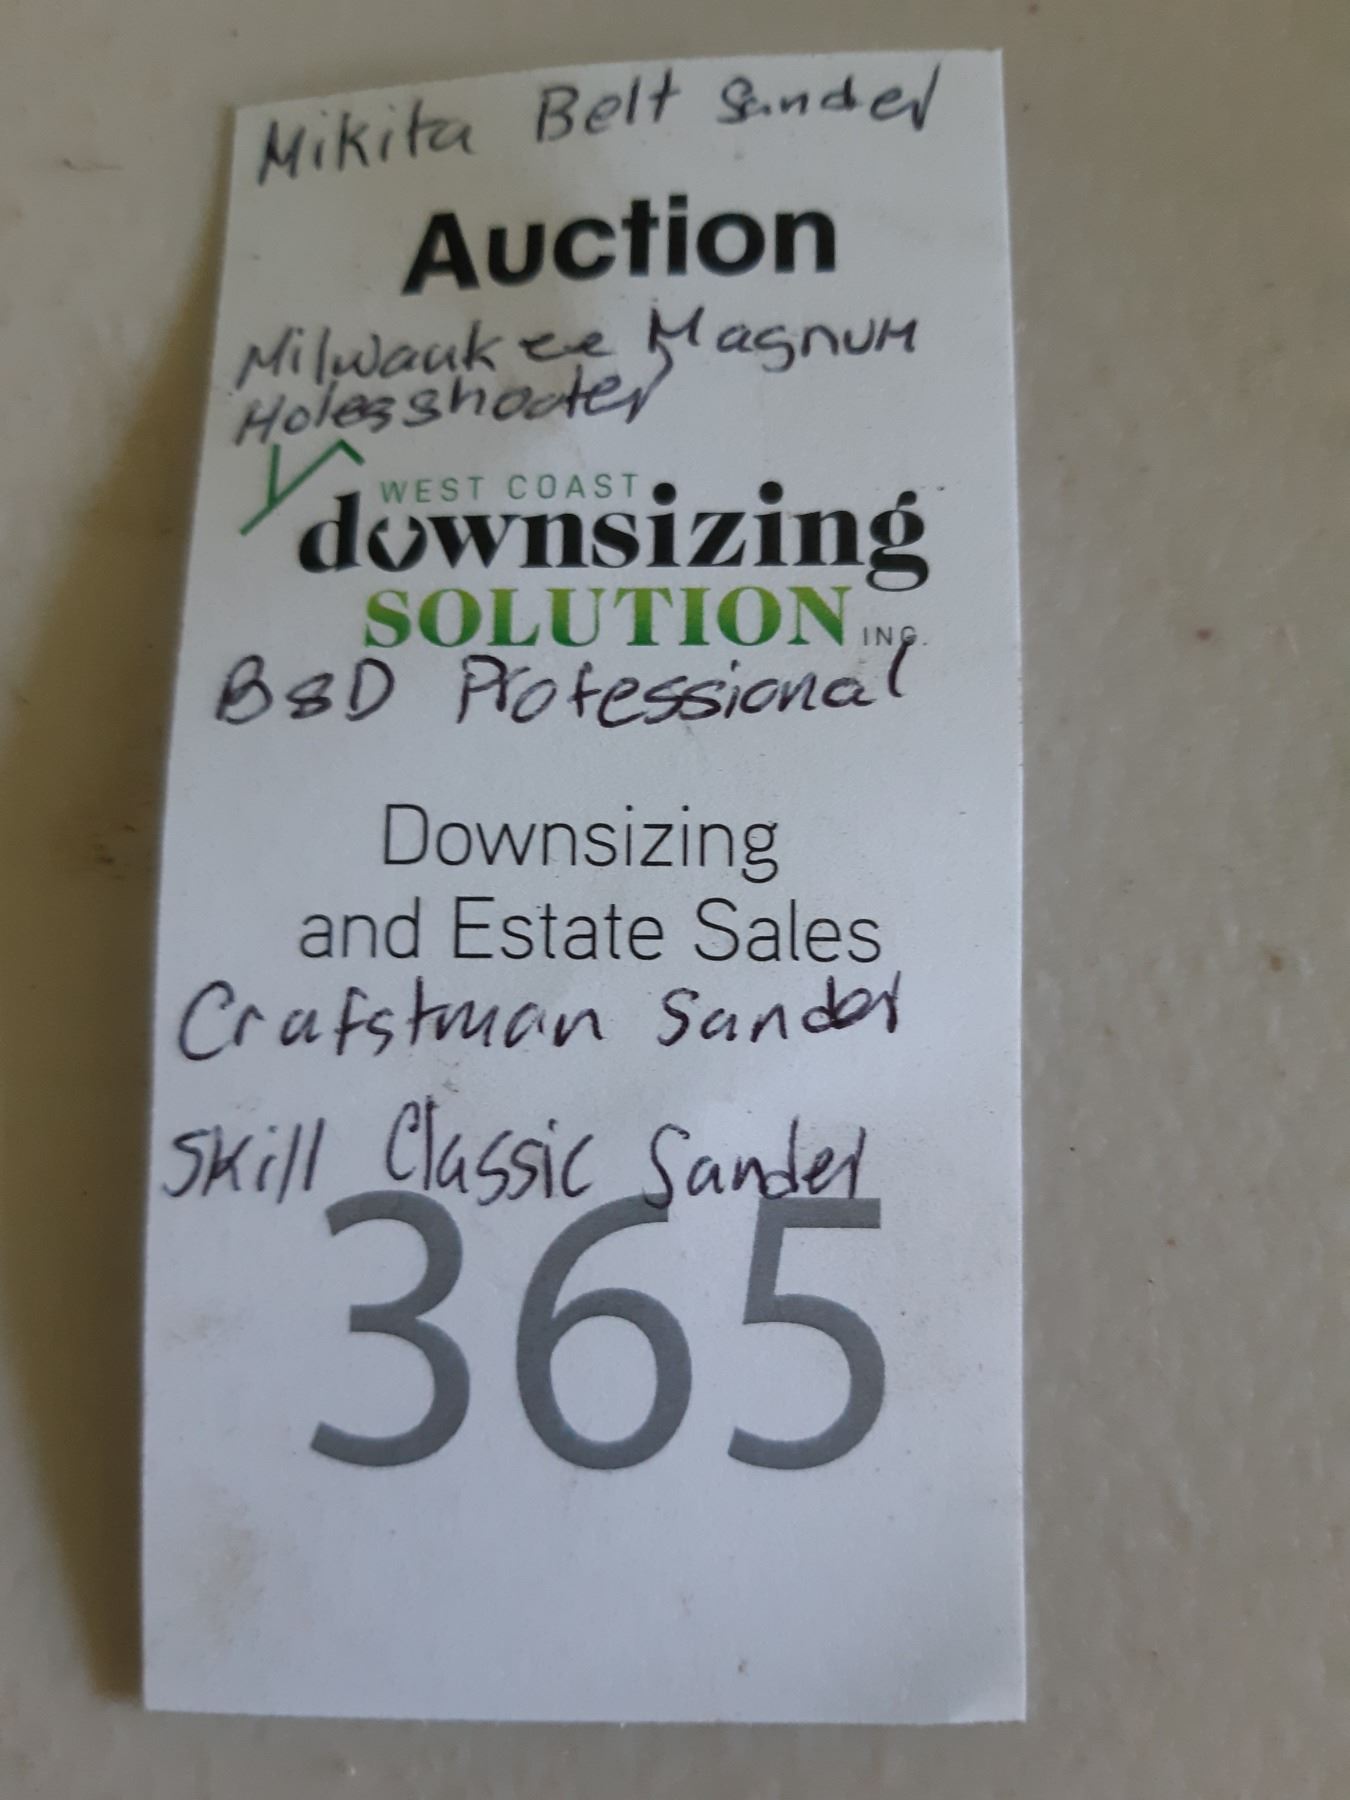 Mikita Belt Sander
Auction
Milwaukee Magnum
Holesshooter
WEST COAST
downsizing
SOLUTION INC.
B&D Professional
Downsizing
and Estate Sales
Crafstman Sander
Skill Classic Sander
365